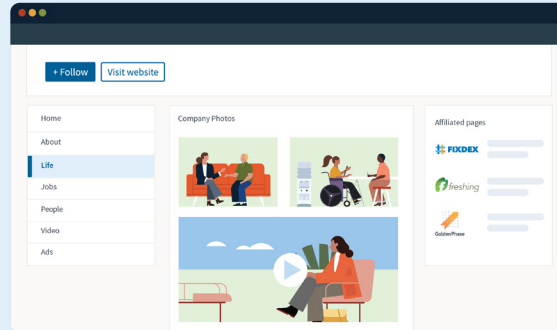 + Follow
Visit website
Home
About
Life
Jobs
People
Video
Ads
Company Photos
Affiliated pages
FIXDEX
freshing
GoldenPhase